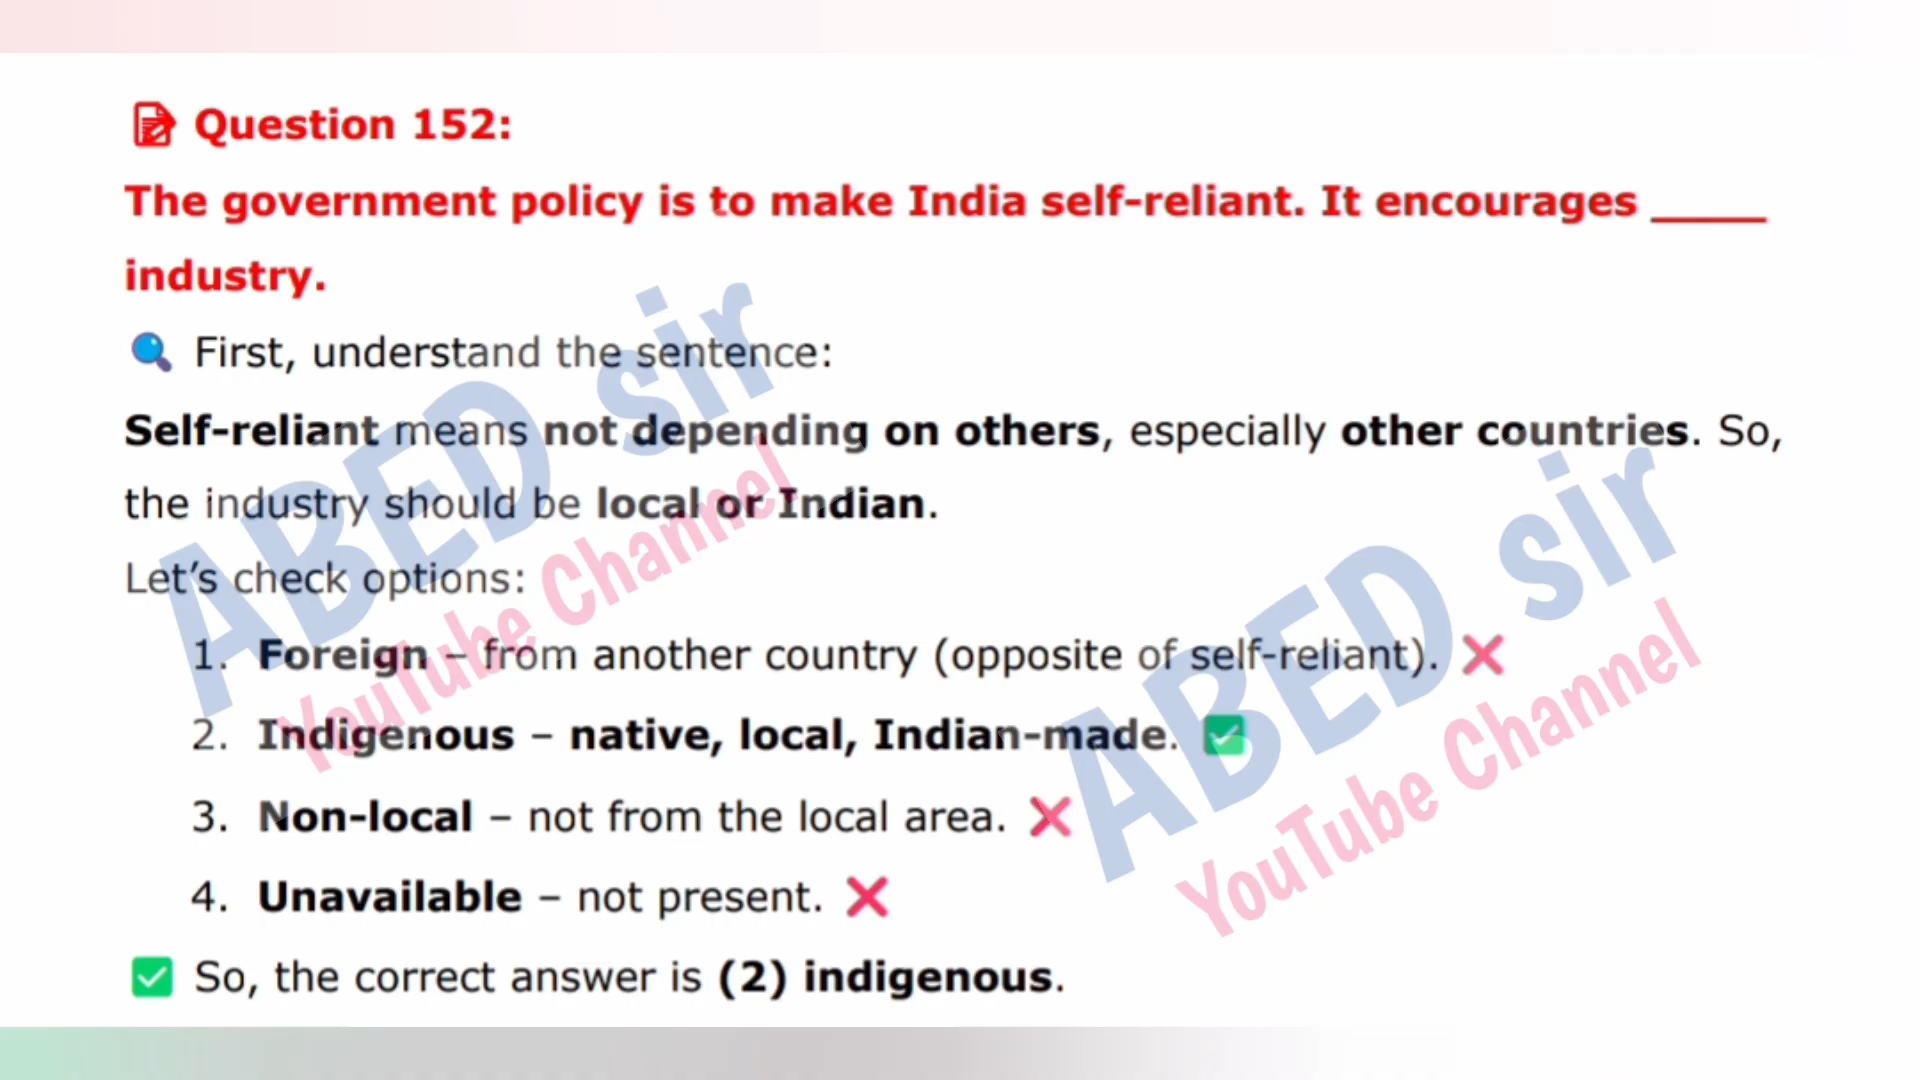 📝 Question 152:
The government policy is to make India self-reliant. It encourages _____
industry.
🔍 First, understand the sentence:
Self-reliant means not depending on others, especially other countries. So,
the industry should be local or Indian.
Let’s check options:
1. Foreign – from another country (opposite of self-reliant). ❌
2. Indigenous – native, local, Indian-made. ✅
3. Non-local – not from the local area. ❌
4. Unavailable – not present. ❌
✅ So, the correct answer is (2) indigenous.
ABED sir
YouTube Channel
ABED sir
YouTube Channel